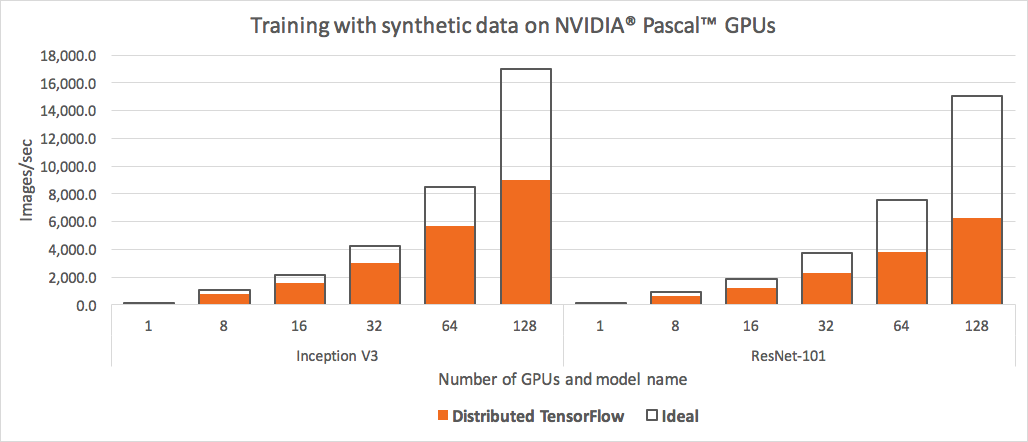 Training with synthetic data on NVIDIA® Pascal™ GPUs
18,000.0
16,000.0
14,000.0
12,000.0
10,000.0
8,000.0
6,000.0
4,000.0
2,000.0
0.0
Images/sec
1 8 16 32 64 128 1 8 16 32 64 128
Inception V3 ResNet-101
Number of GPUs and model name
Distributed TensorFlow Ideal